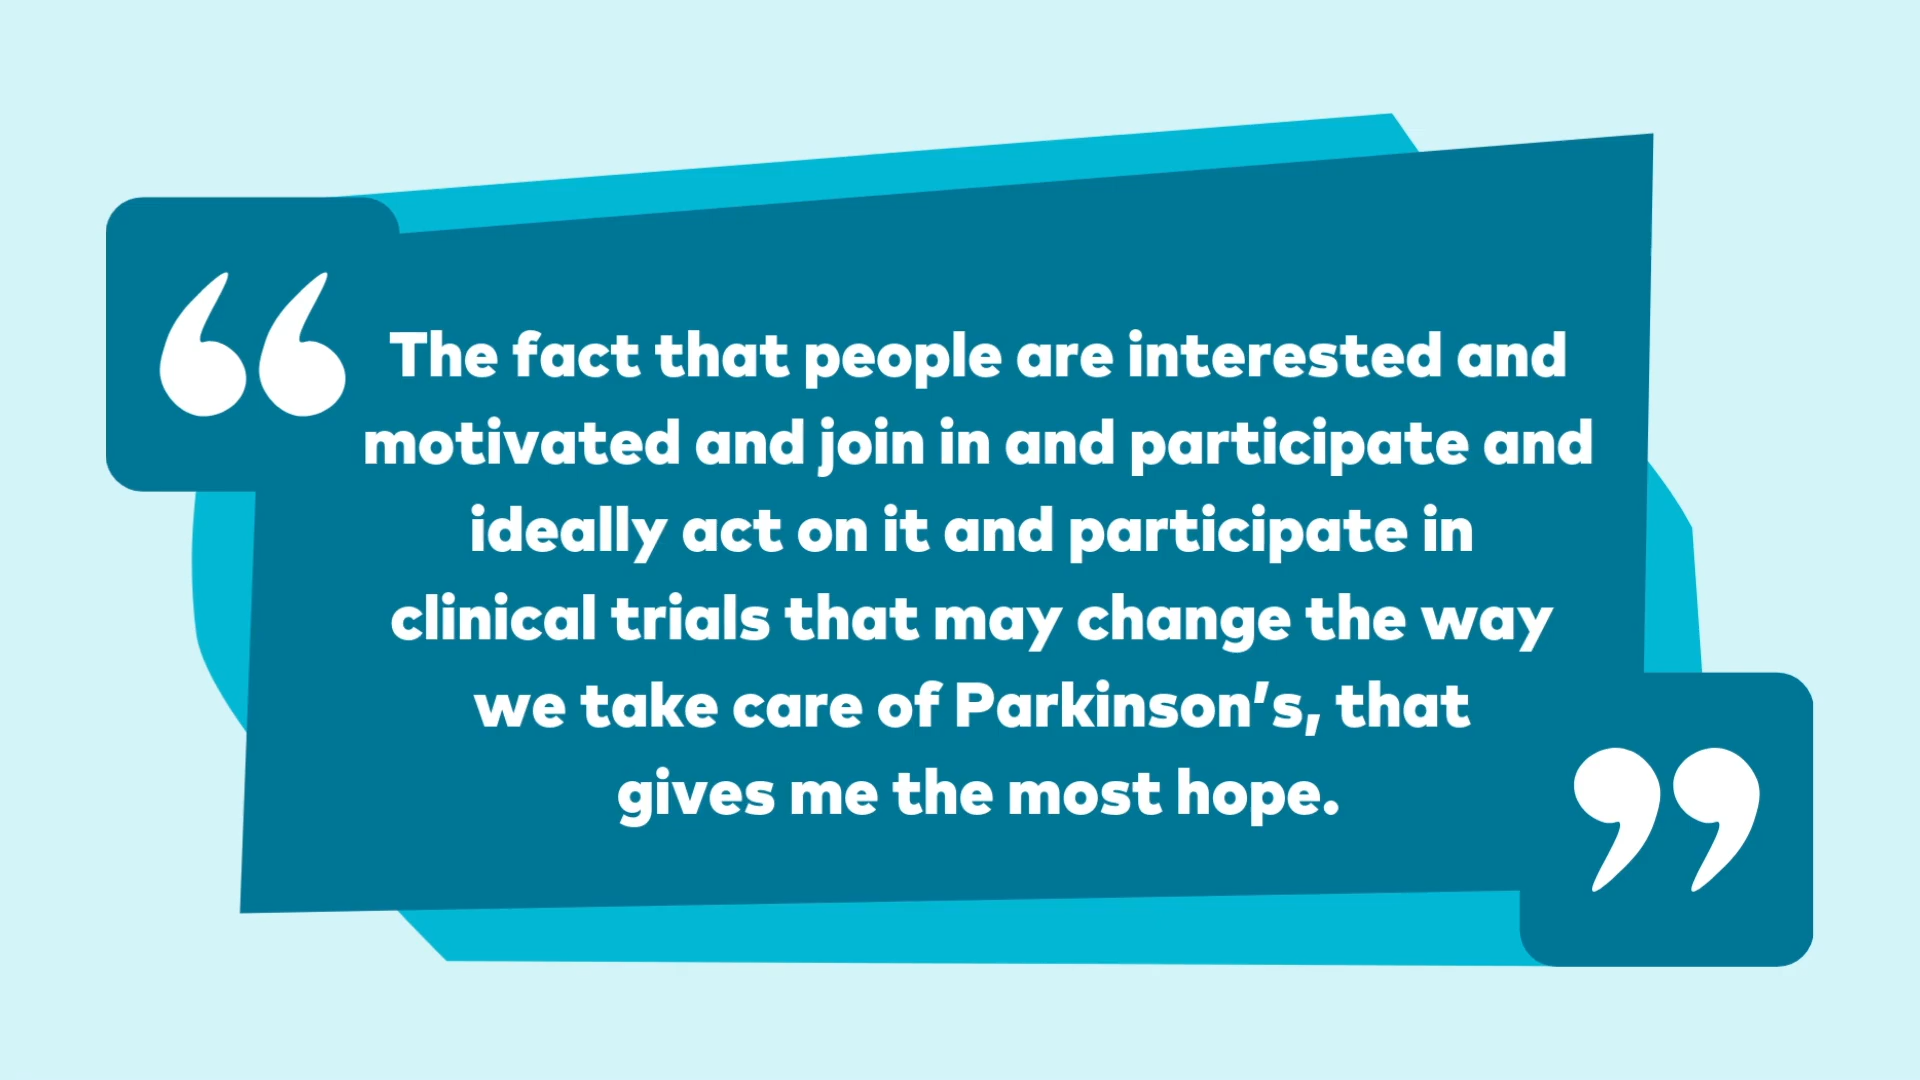 “ The fact that people are interested and
motivated and join in and participate and
ideally act on it and participate in
clinical trials that may change the way
we take care of Parkinson’s, that
gives me the most hope. ”